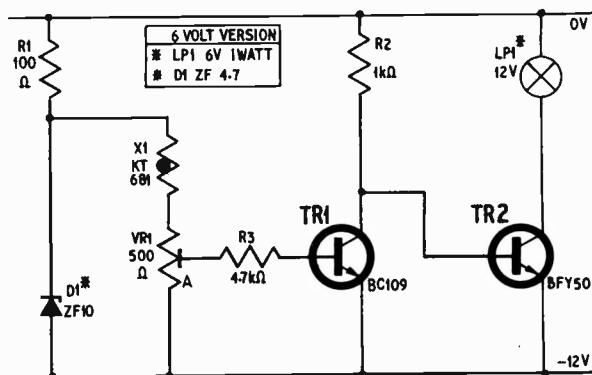 6 VOLT VERSION
* LP1 6V 1WATT
* D1 ZF 4.7
0V
R1
100
Ω
R2
1kΩ
LP1*
12V
X1
KT
681
VR1
500
Ω
A
R3
4.7kΩ
TR1
BC109
TR2
BFY50
D1*
ZF10
-12V